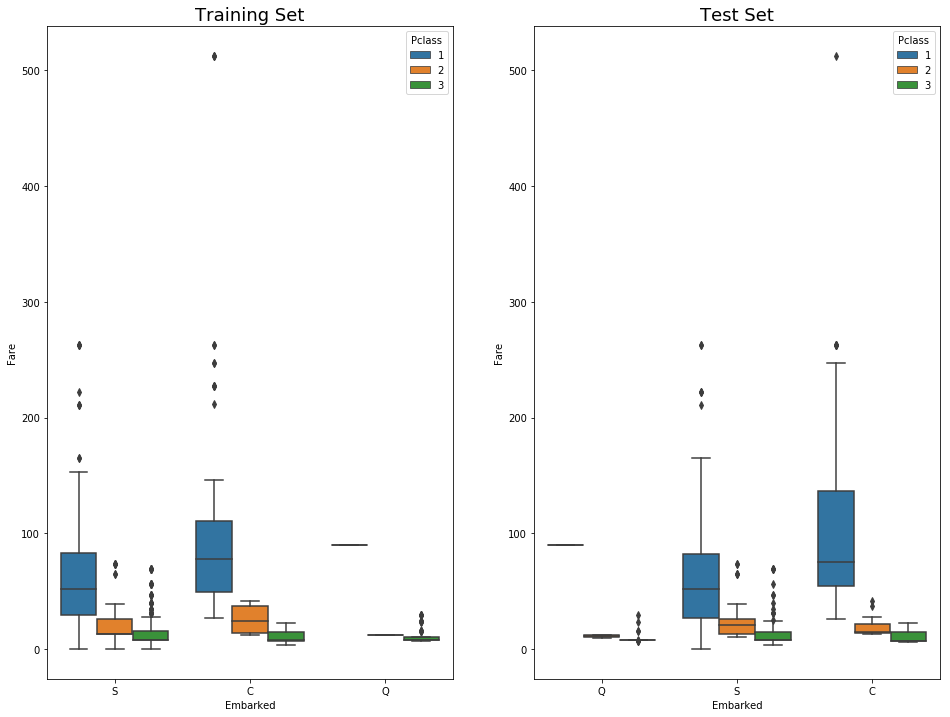 Training Set
Pclass
1
2
3
500
400
300
200
100
0
Fare
S
C
Q
Embarked
Test Set
Pclass
1
2
3
500
400
300
200
100
0
Fare
Q
S
C
Embarked